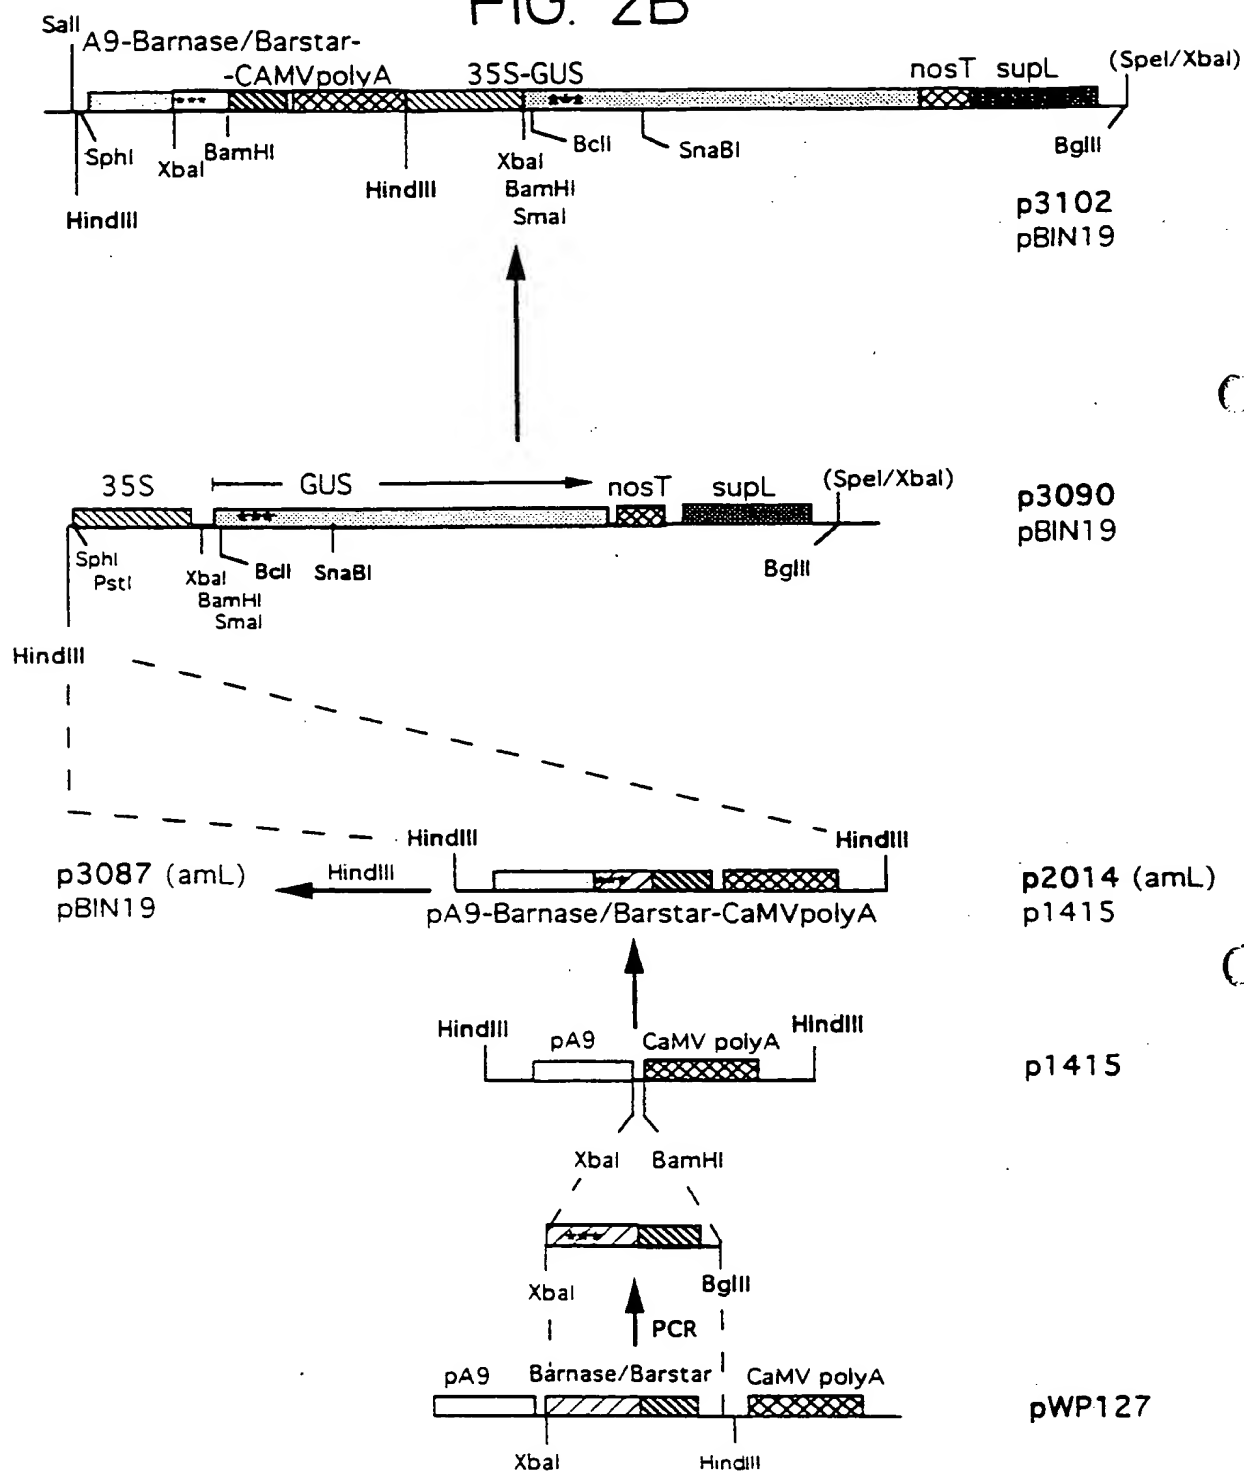 FIG. 2B
SalI
A9-Barnase/Barstar-
-CAMVpolyA
35S-GUS
nosT supL
(SpeI/XbaI)
***
***
SphI
XbaI
BamHI
HindIII
XbaI
BamHI
SmaI
BclI
SnaBI
BglII
HindIII
p3102
pBIN19
35S
GUS
nosT
supL
(SpeI/XbaI)
***
p3090
pBIN19
SphI
PstI
XbaI
BamHI
SmaI
BclI
SnaBI
BglII
HindIII
HindIII
HindIII
p3087 (amL)
pBIN19
HindIII
***
p2014 (amL)
p1415
pA9-Barnase/Barstar-CaMVpolyA
HindIII
pA9
CaMV polyA
HindIII
p1415
XbaI
BamHI
***
XbaI
BglII
PCR
pA9
Barnase/Barstar
CaMV polyA
pWP127
XbaI
HindIII